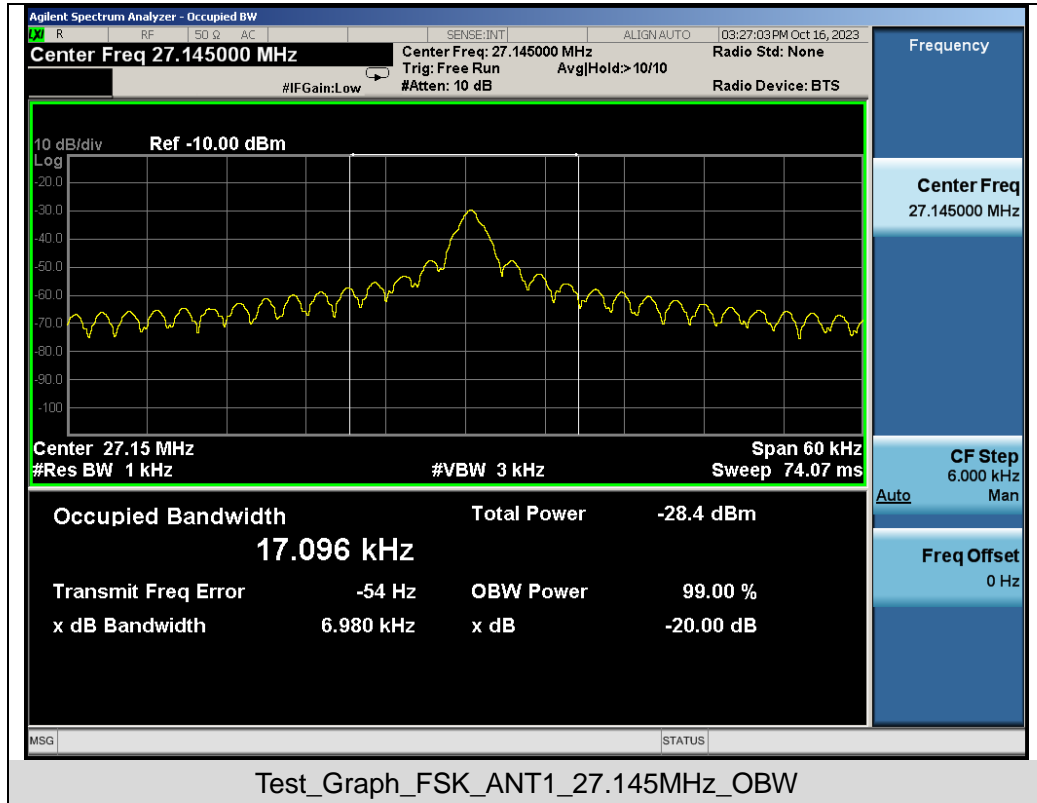 Agilent Spectrum Analyzer - Occupied BW
LXI R RF 50 Ω AC SENSE:INT ALIGN AUTO 03:27:03 PM Oct 16, 2023
Center Freq 27.145000 MHz Center Freq: 27.145000 MHz Radio Std: None
Trig: Free Run Avg|Hold:> 10/10
#IFGain:Low #Atten: 10 dB Radio Device: BTS
Frequency
10 dB/div Ref -10.00 dBm
Log
-20.0
-30.0
-40.0
-50.0
-60.0
-70.0
-80.0
-90.0
-100
Center 27.15 MHz Span 60 kHz
#Res BW 1 kHz #VBW 3 kHz Sweep 74.07 ms
Center Freq
27.145000 MHz
CF Step
6.000 kHz
Auto Man
Freq Offset
0 Hz
Occupied Bandwidth Total Power -28.4 dBm
17.096 kHz
Transmit Freq Error -54 Hz OBW Power 99.00 %
x dB Bandwidth 6.980 kHz x dB -20.00 dB
MSG STATUS
Test_Graph_FSK_ANT1_27.145MHz_OBW